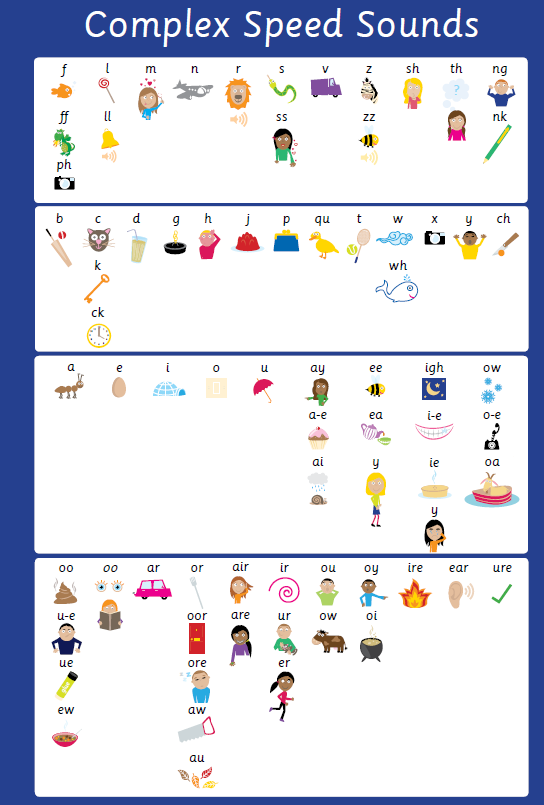 Complex Speed Sounds
f l m n r s v z sh th ng
ff ll ss zz nk
ph
b c d g h j p qu t w x y ch
k wh
ck
a e i o u ay ee igh ow
a-e ea i-e o-e
ai y ie oa
y
oo oo ar or air ir ou oy ire ear ure
u-e oor are ur ow oi
ue ore er
ew aw
au